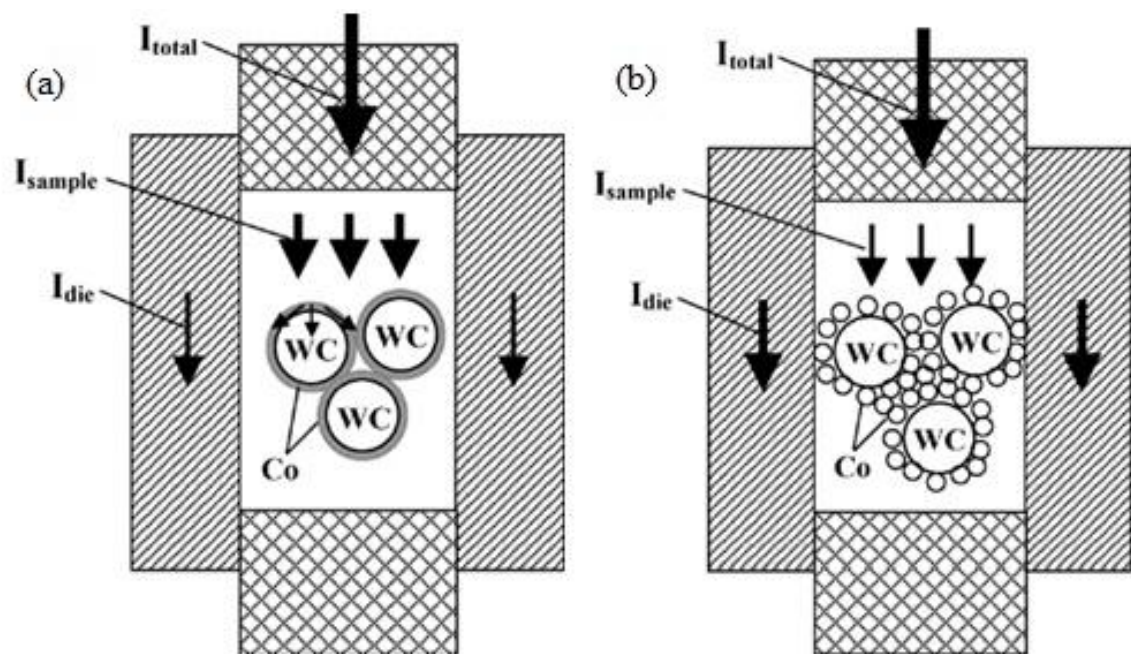 (a)
I_total
I_sample
I_die
WC
WC
WC
Co
(b)
I_total
I_sample
I_die
WC
WC
WC
Co